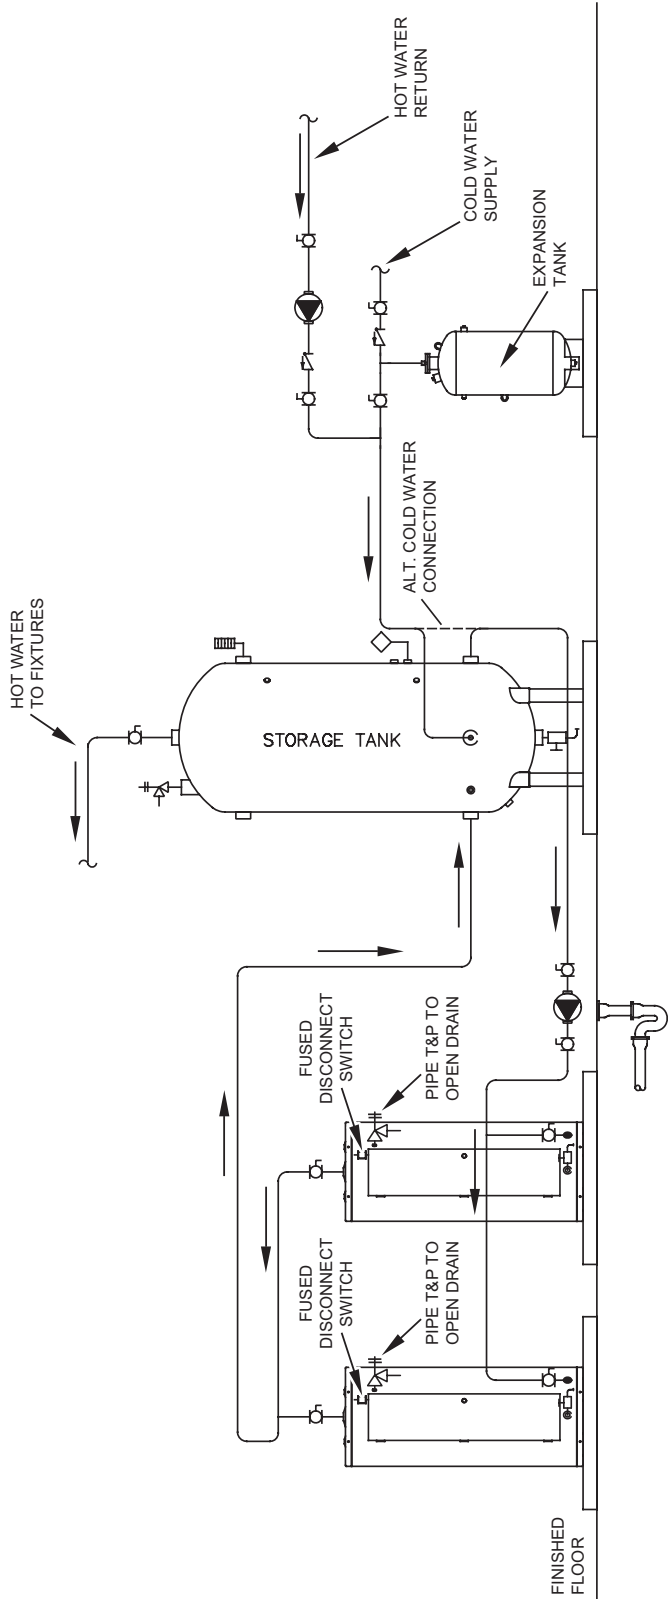 HOT WATER
TO FIXTURES
HOT WATER
RETURN
COLD WATER
SUPPLY
EXPANSION
TANK
ALT. COLD WATER
CONNECTION
STORAGE TANK
FUSED
DISCONNECT
SWITCH
PIPE T&P TO
OPEN DRAIN
FUSED
DISCONNECT
SWITCH
PIPE T&P TO
OPEN DRAIN
FINISHED
FLOOR